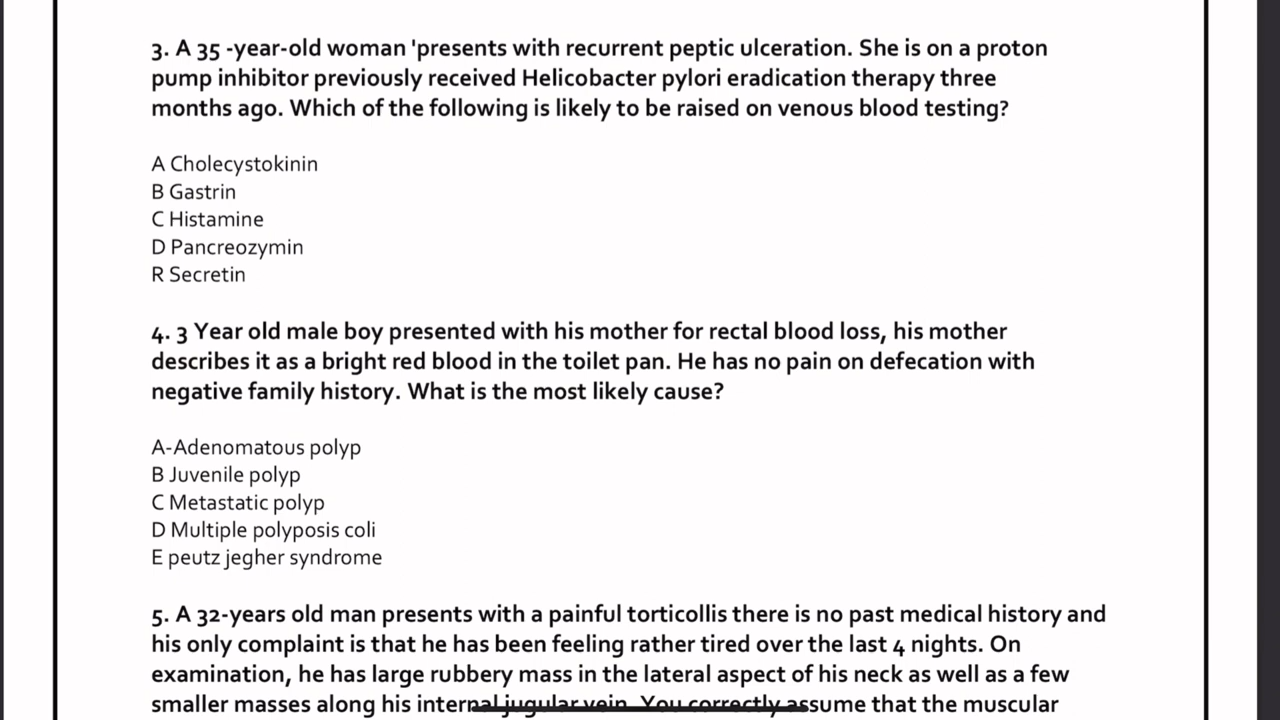 3. A 35 -year-old woman 'presents with recurrent peptic ulceration. She is on a proton
pump inhibitor previously received Helicobacter pylori eradication therapy three
months ago. Which of the following is likely to be raised on venous blood testing?
A Cholecystokinin
B Gastrin
C Histamine
D Pancreozymin
R Secretin
4. 3 Year old male boy presented with his mother for rectal blood loss, his mother
describes it as a bright red blood in the toilet pan. He has no pain on defecation with
negative family history. What is the most likely cause?
A-Adenomatous polyp
B Juvenile polyp
C Metastatic polyp
D Multiple polyposis coli
E peutz jegher syndrome
5. A 32-years old man presents with a painful torticollis there is no past medical history and
his only complaint is that he has been feeling rather tired over the last 4 nights. On
examination, he has large rubbery mass in the lateral aspect of his neck as well as a few
smaller masses along his internal jugular vein. You correctly assume that the muscular